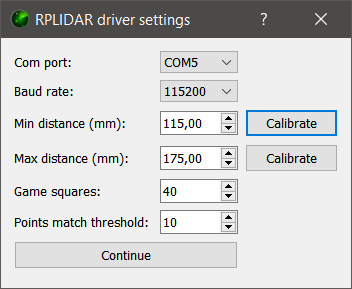 RPLIDAR driver settings ?
Com port: COM5
Baud rate: 115200
Min distance (mm): 115,00 Calibrate
Max distance (mm): 175,00 Calibrate
Game squares: 40
Points match threshold: 10
Continue